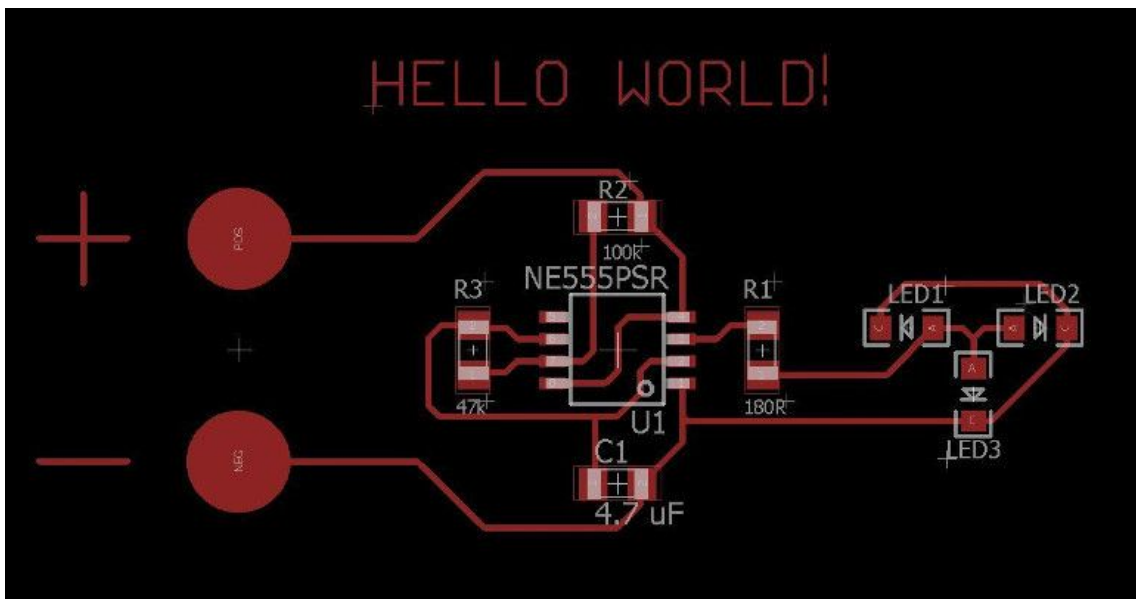 HELLO WORLD!
R2
POS
100k
NE555PSR
R3
R1
LED1
LED2
C
A
A
C
A
47k
180R
U1
C
LED3
NEG
C1
4.7 uF